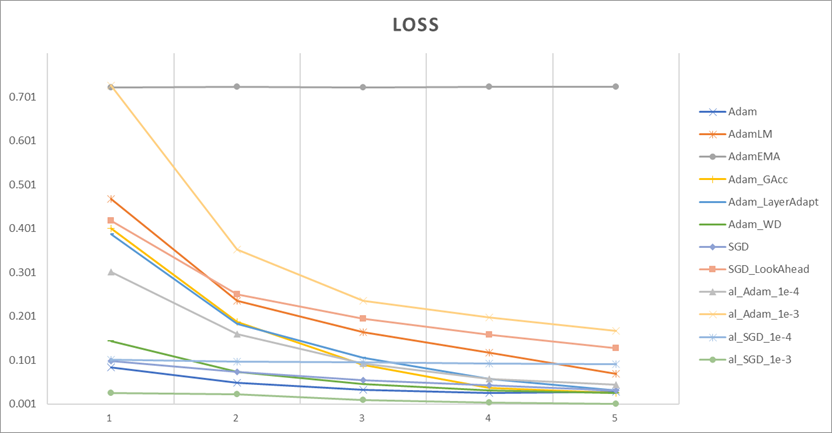 LOSS
0.701
0.601
0.501
0.401
0.301
0.201
0.101
0.001
1 2 3 4 5
Adam
AdamLM
AdamEMA
Adam_GAcc
Adam_LayerAdapt
Adam_WD
SGD
SGD_LookAhead
al_Adam_1e-4
al_Adam_1e-3
al_SGD_1e-4
al_SGD_1e-3